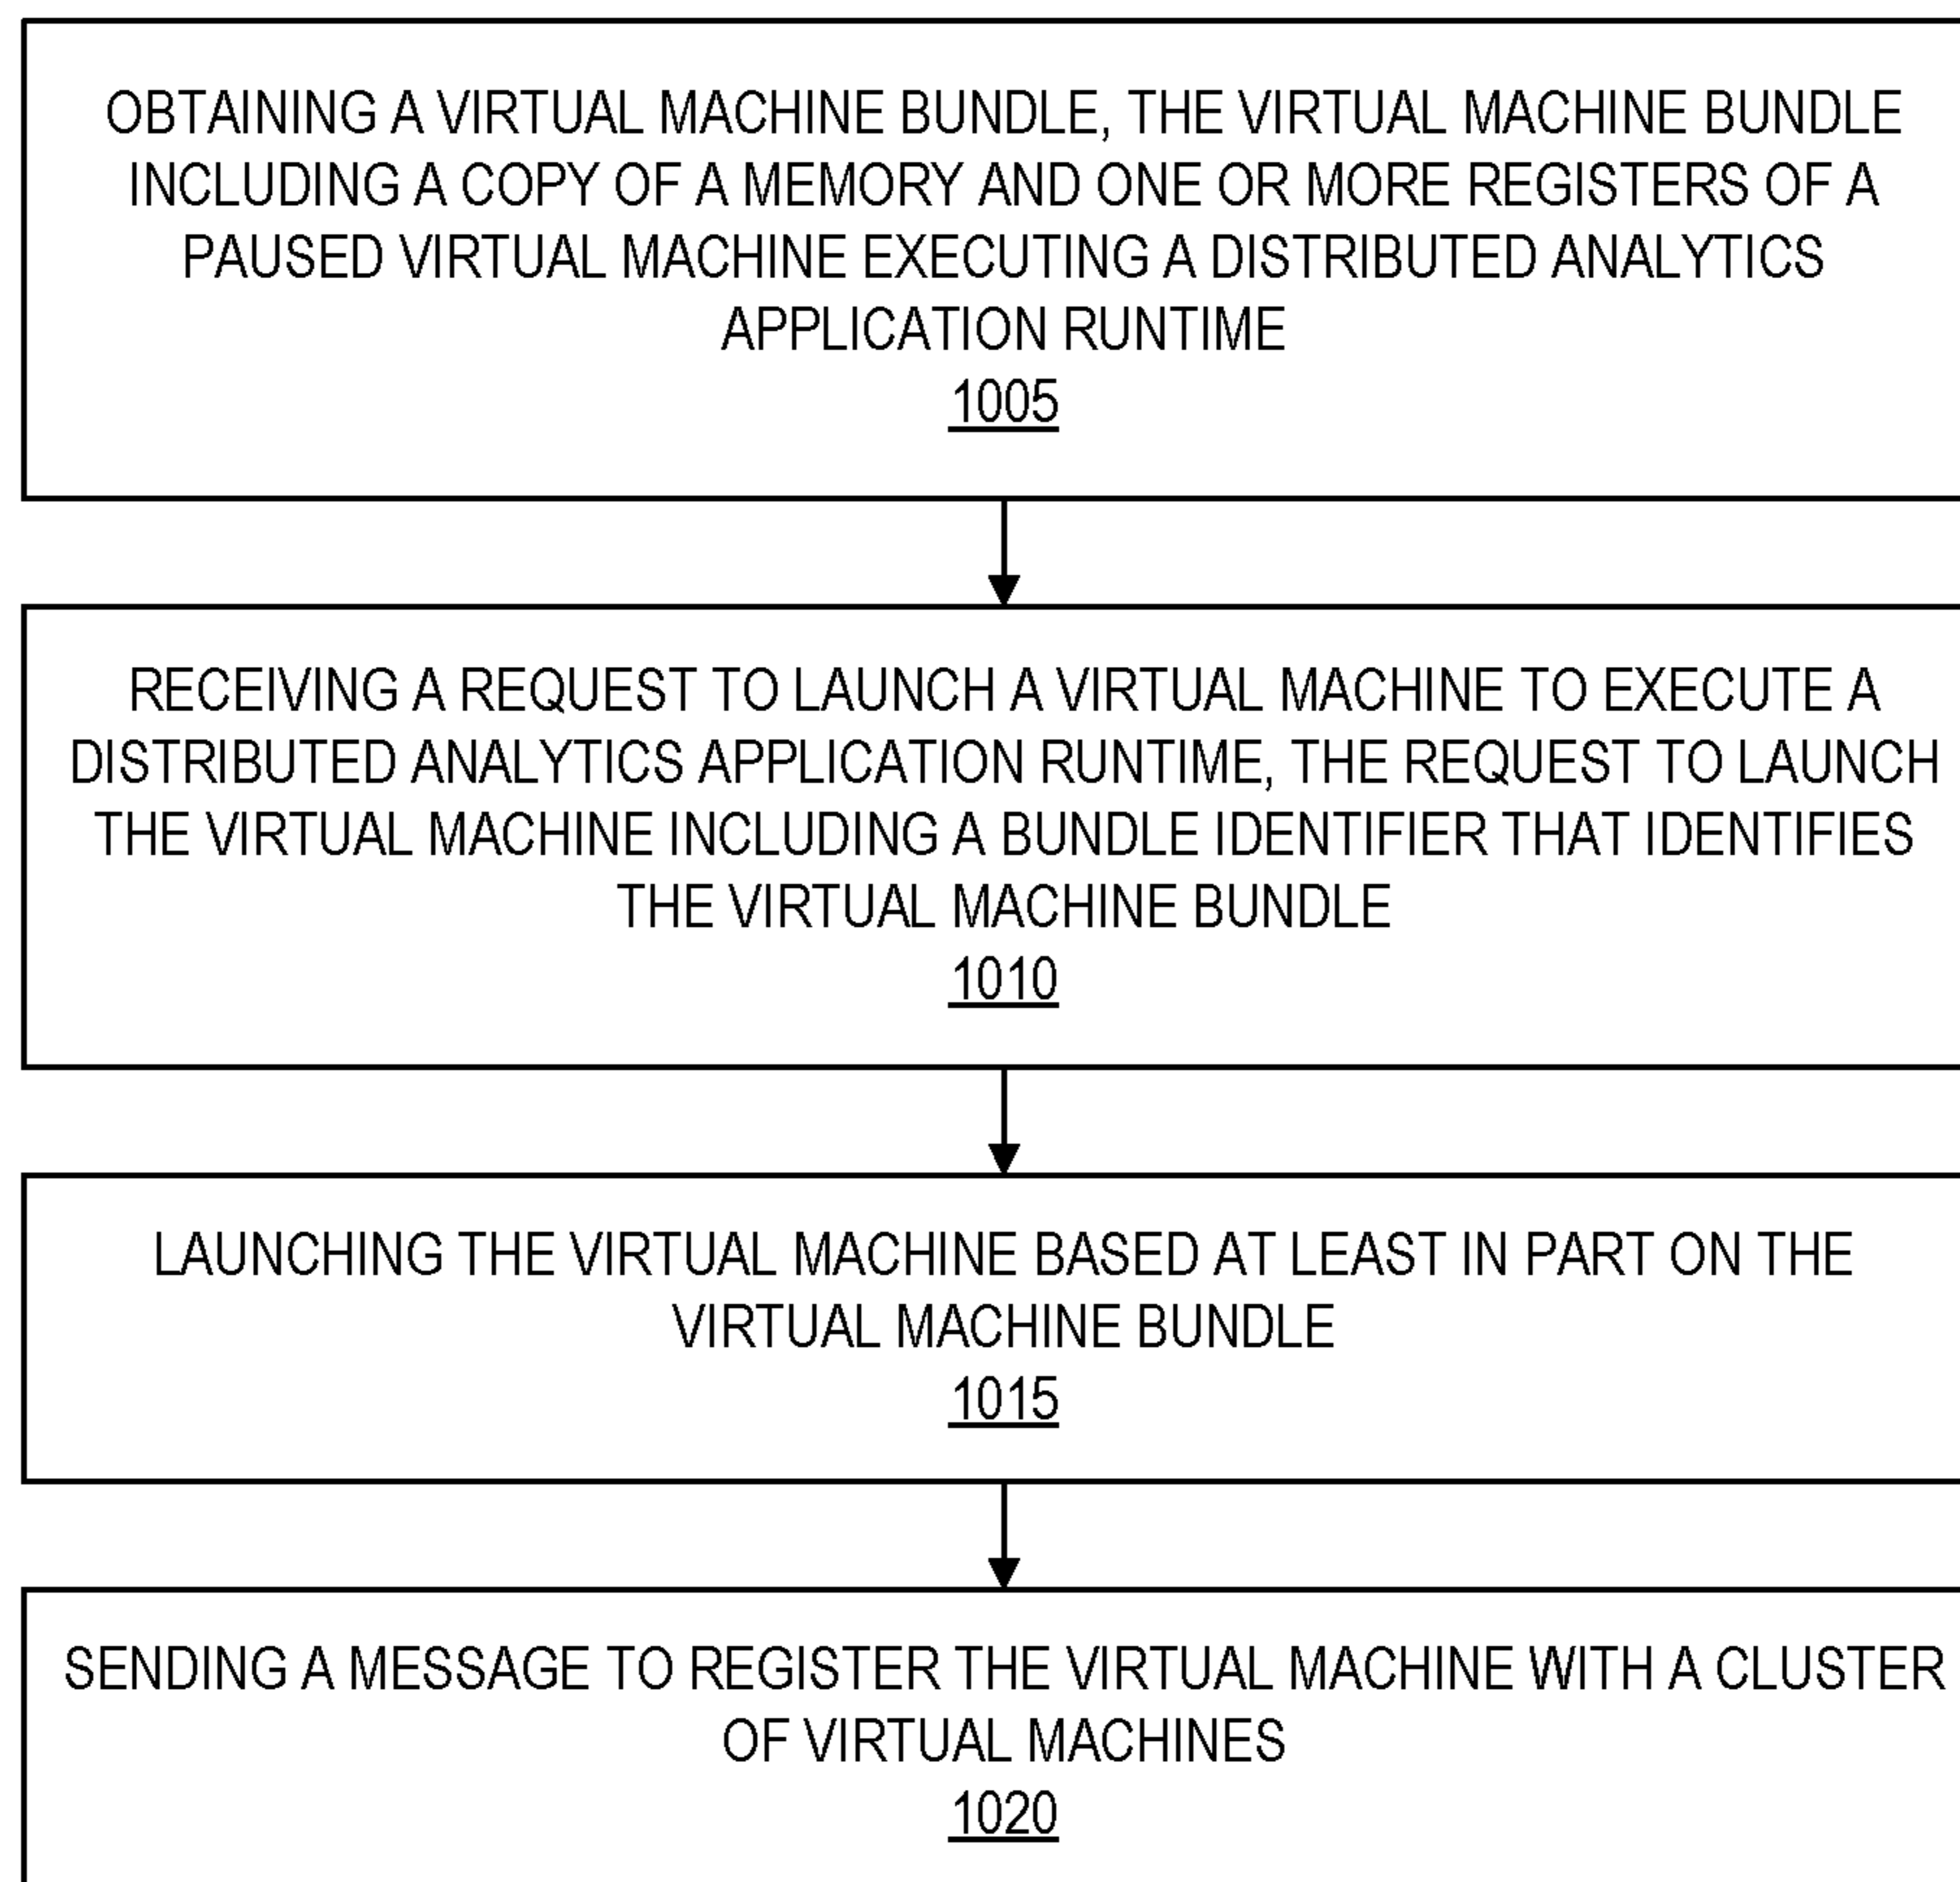 OBTAINING A VIRTUAL MACHINE BUNDLE, THE VIRTUAL MACHINE BUNDLE
INCLUDING A COPY OF A MEMORY AND ONE OR MORE REGISTERS OF A
PAUSED VIRTUAL MACHINE EXECUTING A DISTRIBUTED ANALYTICS
APPLICATION RUNTIME
1005
RECEIVING A REQUEST TO LAUNCH A VIRTUAL MACHINE TO EXECUTE A
DISTRIBUTED ANALYTICS APPLICATION RUNTIME, THE REQUEST TO LAUNCH
THE VIRTUAL MACHINE INCLUDING A BUNDLE IDENTIFIER THAT IDENTIFIES
THE VIRTUAL MACHINE BUNDLE
1010
LAUNCHING THE VIRTUAL MACHINE BASED AT LEAST IN PART ON THE
VIRTUAL MACHINE BUNDLE
1015
SENDING A MESSAGE TO REGISTER THE VIRTUAL MACHINE WITH A CLUSTER
OF VIRTUAL MACHINES
1020